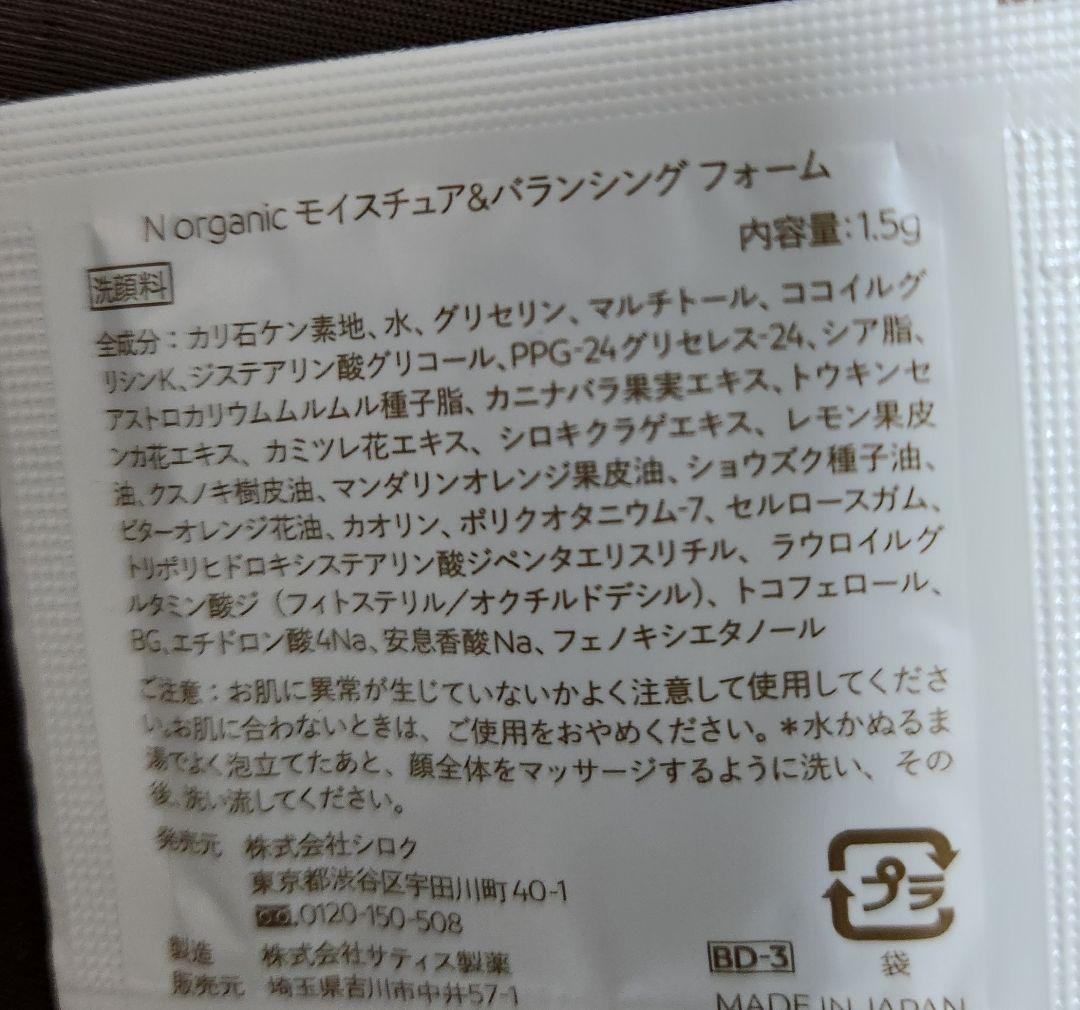 N organic モイスチュア&バランシング フォーム
内容量：1.5g
洗顔料
全成分：カリ石ケン素地、水、グリセリン、マルチトール、ココイルグ
リシンK、ジステアリン酸グリコール、PPG-24グリセレス-24、シア脂、
アストロカリウムムルムル種子脂、カニナバラ果実エキス、トウキンセ
ンカ花エキス、カミツレ花エキス、シロキクラゲエキス、レモン果皮
油、クスノキ樹皮油、マンダリンオレンジ果皮油、ショウズク種子油、
ビターオレンジ花油、カオリン、ポリクオタニウム-7、セルロースガム、
トリポリヒドロキシステアリン酸ジペンタエリスリチル、ラウロイルグ
ルタミン酸ジ（フィトステリル/オクチルドデシル）、トコフェロール、
BG、エチドロン酸4Na、安息香酸Na、フェノキシエタノール
ご注意：お肌に異常が生じていないかよく注意して使用してくださ
い。お肌に合わないときは、ご使用をおやめください。＊水かぬるま
湯でよく泡立てたあと、顔全体をマッサージするように洗い、その
後、洗い流してください。
発売元 株式会社シロク
東京都渋谷区宇田川町40-1
0120-150-508
製造 株式会社サティス製薬
販売元 埼玉県吉川市中井57-1
プラ
袋
BD-3
MADE IN JAPAN